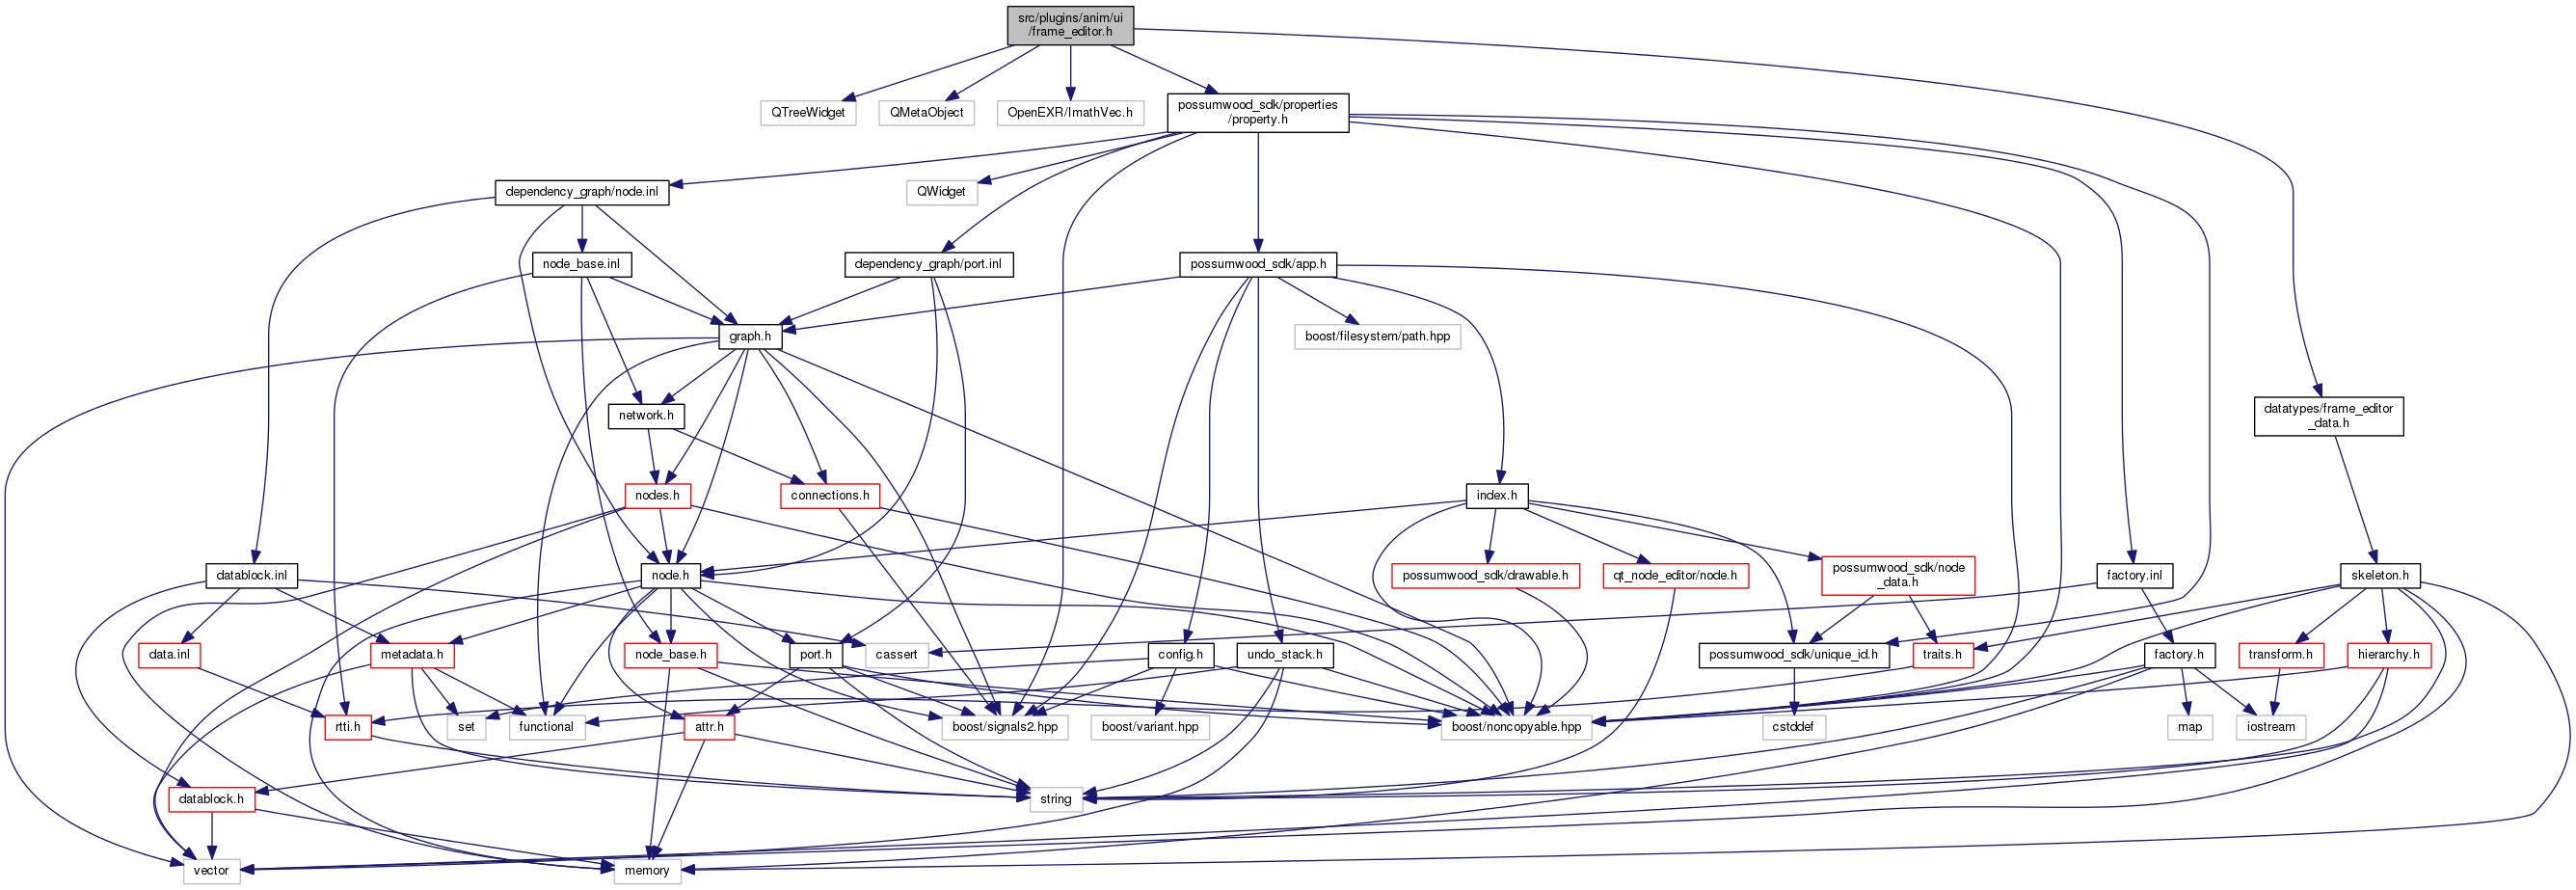 src/plugins/anim/ui
/frame_editor.h
QTreeWidget
QMetaObject
OpenEXR/ImathVec.h
possumwood_sdk/properties
/property.h
dependency_graph/node.inl
QWidget
node_base.inl
dependency_graph/port.inl
possumwood_sdk/app.h
graph.h
boost/filesystem/path.hpp
network.h
datatypes/frame_editor
_data.h
nodes.h
connections.h
index.h
datablock.inl
node.h
possumwood_sdk/drawable.h
qt_node_editor/node.h
possumwood_sdk/node
_data.h
factory.inl
skeleton.h
data.inl
metadata.h
node_base.h
port.h
cassert
config.h
undo_stack.h
possumwood_sdk/unique_id.h
traits.h
factory.h
transform.h
hierarchy.h
rtti.h
set
functional
attr.h
boost/signals2.hpp
boost/variant.hpp
boost/noncopyable.hpp
cstddef
map
iostream
datablock.h
string
vector
memory